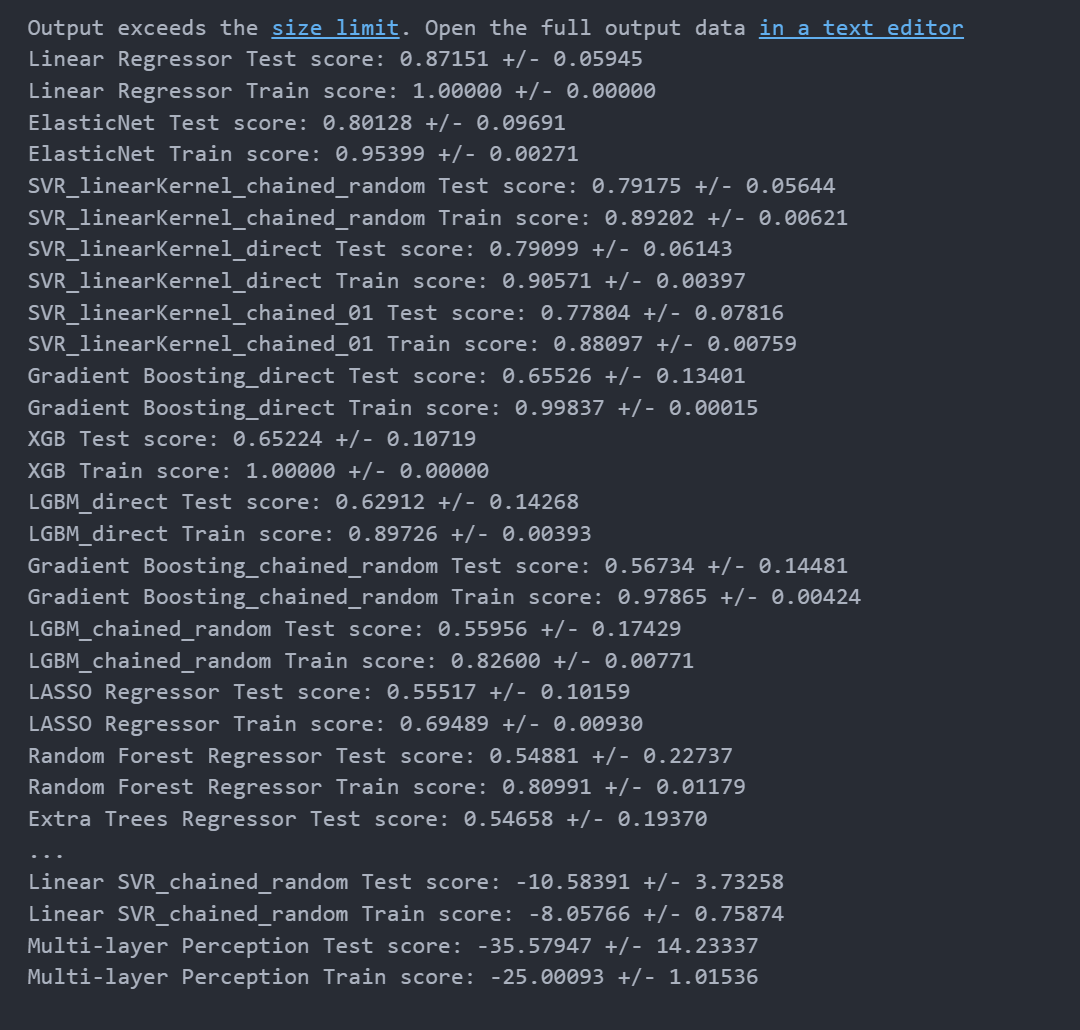 Output exceeds the size limit. Open the full output data in a text editor
Linear Regressor Test score: 0.87151 +/- 0.05945
Linear Regressor Train score: 1.00000 +/- 0.00000
ElasticNet Test score: 0.80128 +/- 0.09691
ElasticNet Train score: 0.95399 +/- 0.00271
SVR_linearKernel_chained_random Test score: 0.79175 +/- 0.05644
SVR_linearKernel_chained_random Train score: 0.89202 +/- 0.00621
SVR_linearKernel_direct Test score: 0.79099 +/- 0.06143
SVR_linearKernel_direct Train score: 0.90571 +/- 0.00397
SVR_linearKernel_chained_01 Test score: 0.77804 +/- 0.07816
SVR_linearKernel_chained_01 Train score: 0.88097 +/- 0.00759
Gradient Boosting_direct Test score: 0.65526 +/- 0.13401
Gradient Boosting_direct Train score: 0.99837 +/- 0.00015
XGB Test score: 0.65224 +/- 0.10719
XGB Train score: 1.00000 +/- 0.00000
LGBM_direct Test score: 0.62912 +/- 0.14268
LGBM_direct Train score: 0.89726 +/- 0.00393
Gradient Boosting_chained_random Test score: 0.56734 +/- 0.14481
Gradient Boosting_chained_random Train score: 0.97865 +/- 0.00424
LGBM_chained_random Test score: 0.55956 +/- 0.17429
LGBM_chained_random Train score: 0.82600 +/- 0.00771
LASSO Regressor Test score: 0.55517 +/- 0.10159
LASSO Regressor Train score: 0.69489 +/- 0.00930
Random Forest Regressor Test score: 0.54881 +/- 0.22737
Random Forest Regressor Train score: 0.80991 +/- 0.01179
Extra Trees Regressor Test score: 0.54658 +/- 0.19370
...
Linear SVR_chained_random Test score: -10.58391 +/- 3.73258
Linear SVR_chained_random Train score: -8.05766 +/- 0.75874
Multi-layer Perception Test score: -35.57947 +/- 14.23337
Multi-layer Perception Train score: -25.00093 +/- 1.01536